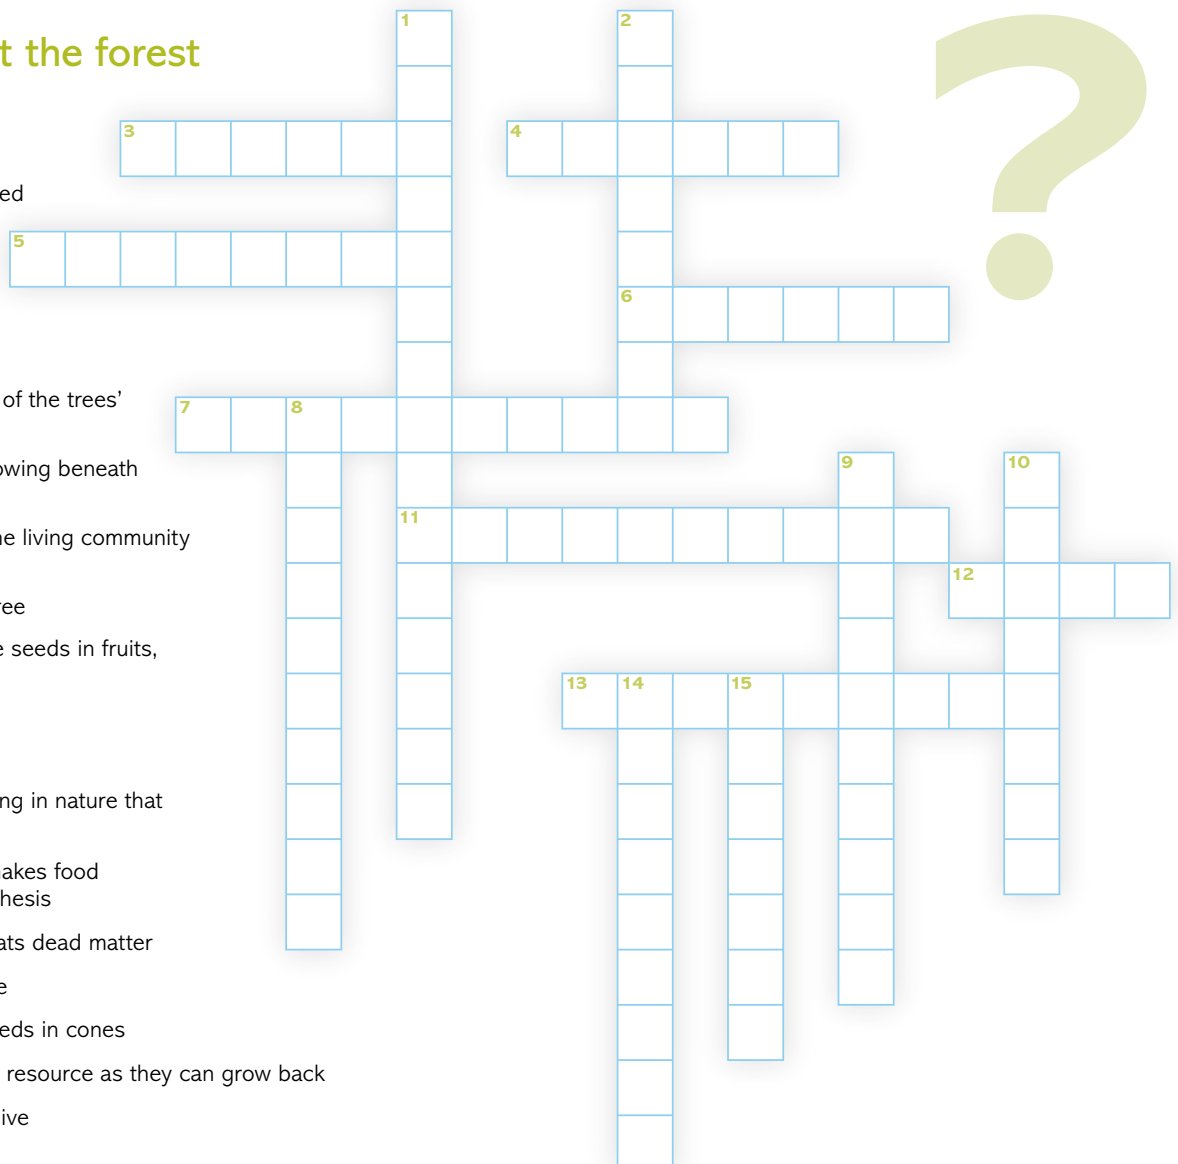 t the forest
ed
of the trees’
owing beneath
he living community
ree
e seeds in fruits,
ng in nature that
makes food
hesis
ats dead matter
e
eds in cones
resource as they can grow back
ive
1
2
3
4
5
6
7
8
9
10
11
12
13
14
15
?